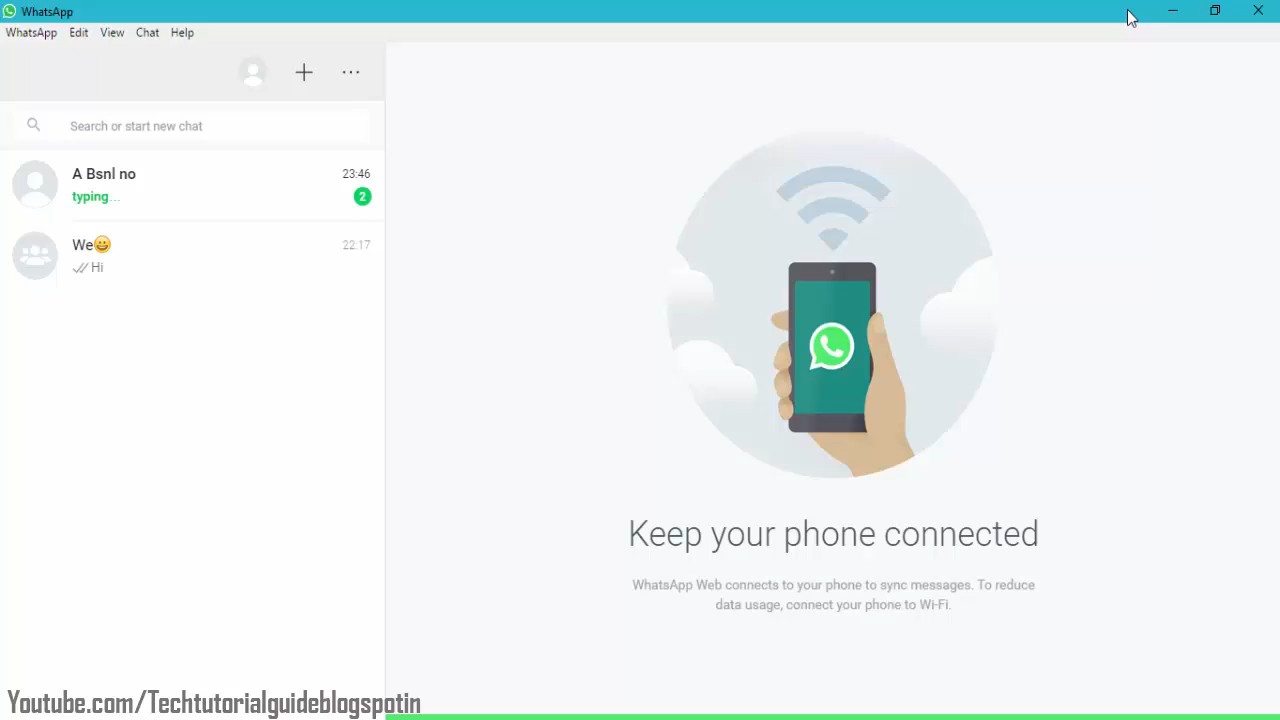 WhatsApp
WhatsApp Edit View Chat Help
Search or start new chat
A Bsnl no 23:46
typing... 2
We😀 22:17
Hi
Keep your phone connected
WhatsApp Web connects to your phone to sync messages. To reduce
data usage, connect your phone to Wi-Fi.
Youtube.com/Techtutorialguideblogspotin